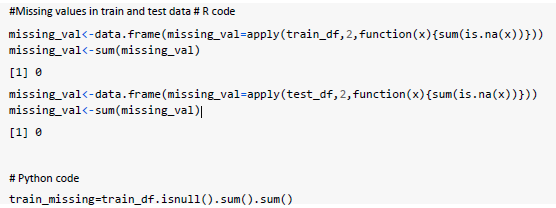 #Missing values in train and test data # R code
missing_val<-data.frame(missing_val=apply(train_df,2,function(x){sum(is.na(x))}))
missing_val<-sum(missing_val)
[1] 0
missing_val<-data.frame(missing_val=apply(test_df,2,function(x){sum(is.na(x))}))
missing_val<-sum(missing_val)
[1] 0
# Python code
train_missing=train_df.isnull().sum().sum()